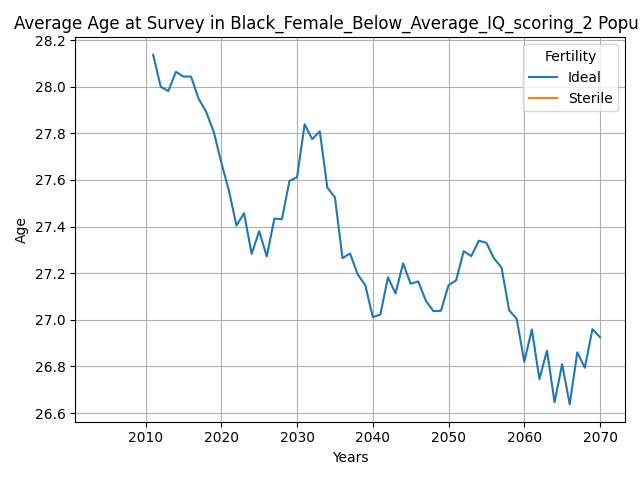 Average Age at Survey in Black_Female_Below_Average_IQ_scoring_2 Popu
28.2
28.0
27.8
27.6
27.4
27.2
27.0
26.8
26.6
Age
Fertility
Ideal
Sterile
2010 2020 2030 2040 2050 2060 2070
Years